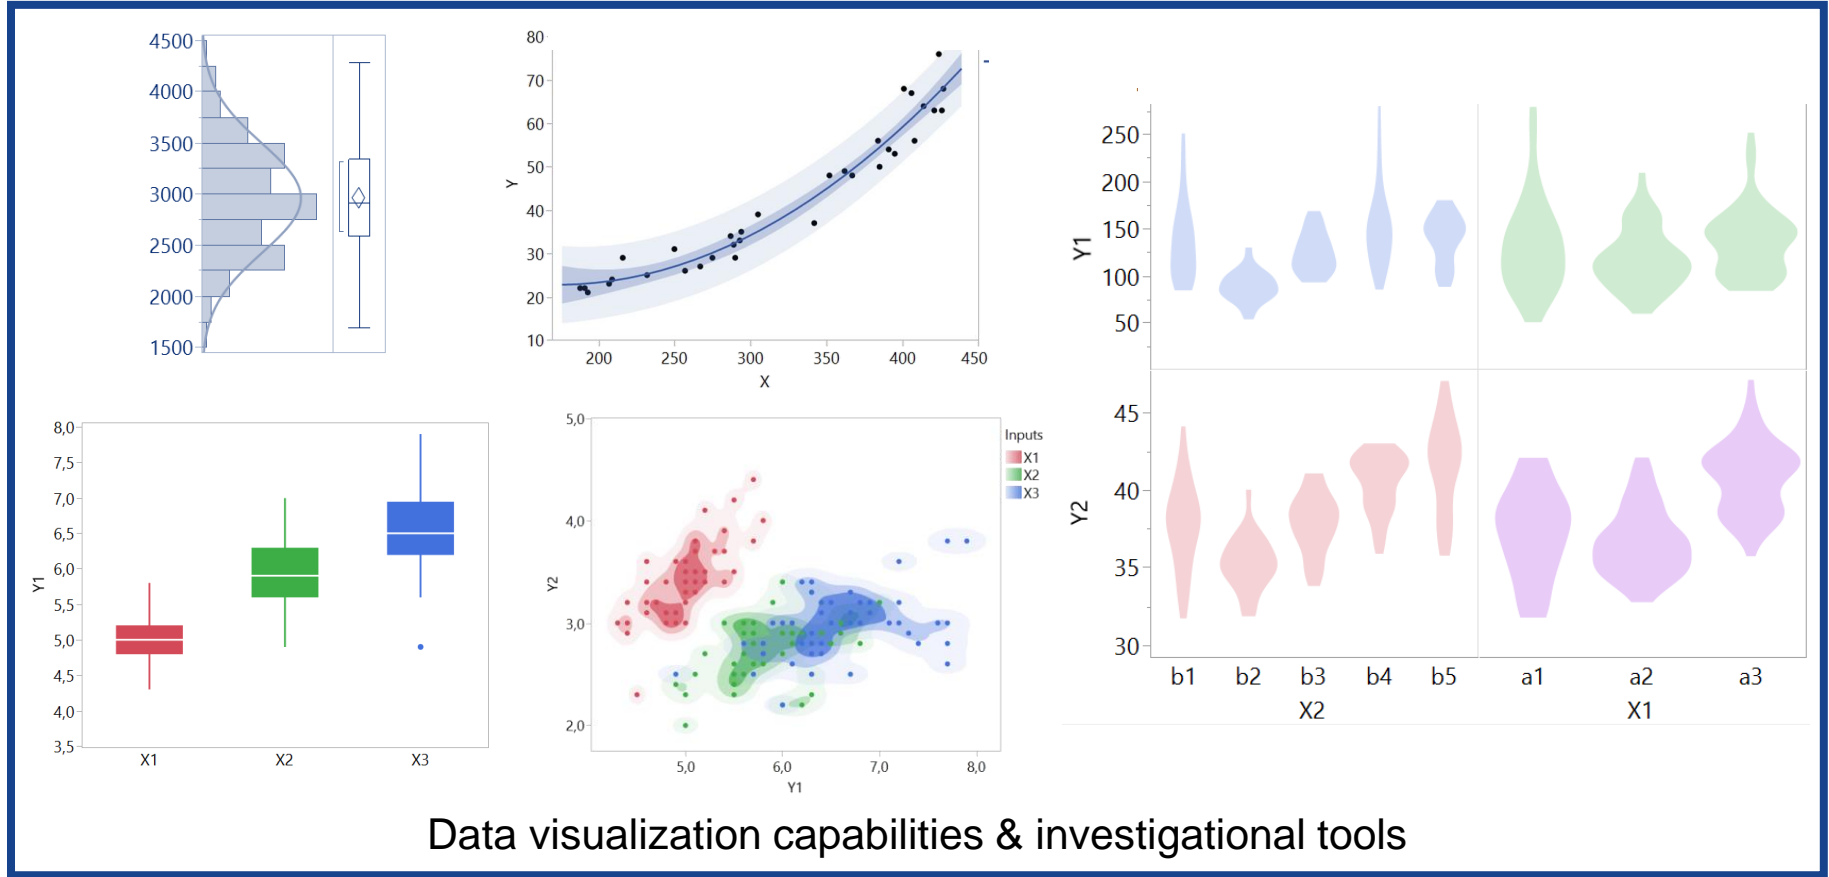 4500
4000
3500
3000
2500
2000
1500
80
70
60
50
40
30
20
10
Y
200 250 300 350 400 450
X
250
200
150
100
50
Y1
45
40
35
30
Y2
b1 b2 b3 b4 b5 a1 a2 a3
X2 X1
8,0
7,5
7,0
6,5
6,0
5,5
5,0
4,5
4,0
3,5
Y1
X1 X2 X3
5,0
4,0
3,0
2,0
Y2
5,0 6,0 7,0 8,0
Y1
Inputs
X1
X2
X3
Data visualization capabilities & investigational tools